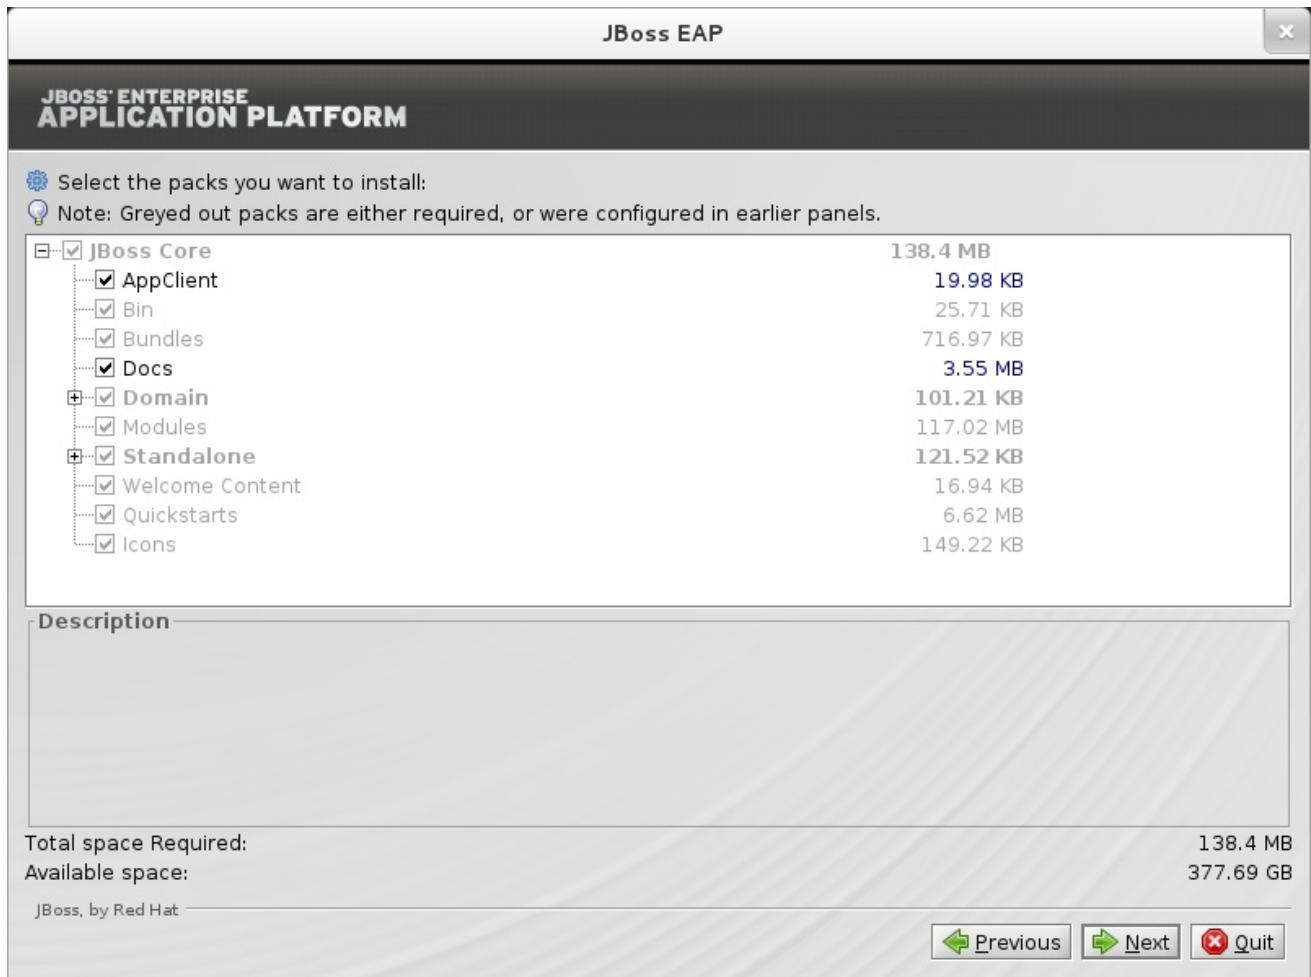 JBoss EAP
JBOSS® ENTERPRISE
APPLICATION PLATFORM
Select the packs you want to install:
Note: Greyed out packs are either required, or were configured in earlier panels.
JBoss Core 138.4 MB
AppClient 19.98 KB
Bin 25.71 KB
Bundles 716.97 KB
Docs 3.55 MB
Domain 101.21 KB
Modules 117.02 MB
Standalone 121.52 KB
Welcome Content 16.94 KB
Quickstarts 6.62 MB
Icons 149.22 KB
Description
Total space Required: 138.4 MB
Available space: 377.69 GB
JBoss, by Red Hat
Previous Next Quit